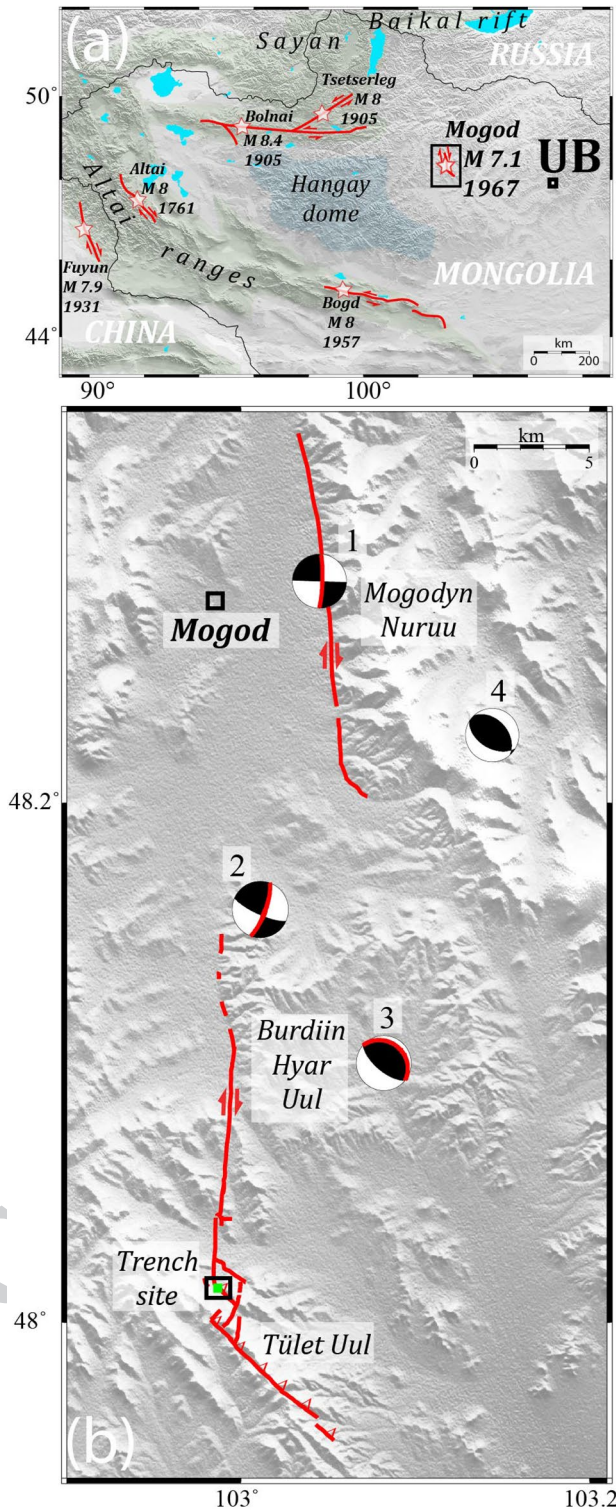 (a)
Baikal rift
Sayan
RUSSIA
Tsetserleg
M 8
1905
50°
Bolnai
M 8.4
1905
Mogod
M 7.1
1967
UB
Altai
M 8
1761
Hangay
dome
Altai
ranges
Fuyun
M 7.9
1931
MONGOLIA
Bogd
M 8
1957
CHINA
44°
km
0 200
90° 100°
km
0 5
1
Mogod
Mogodyn
Nuruu
4
48.2°
2
3
Burdiin
Hyar
Uul
Trench
site
48°
Tület Uul
(b)
103° 103.2